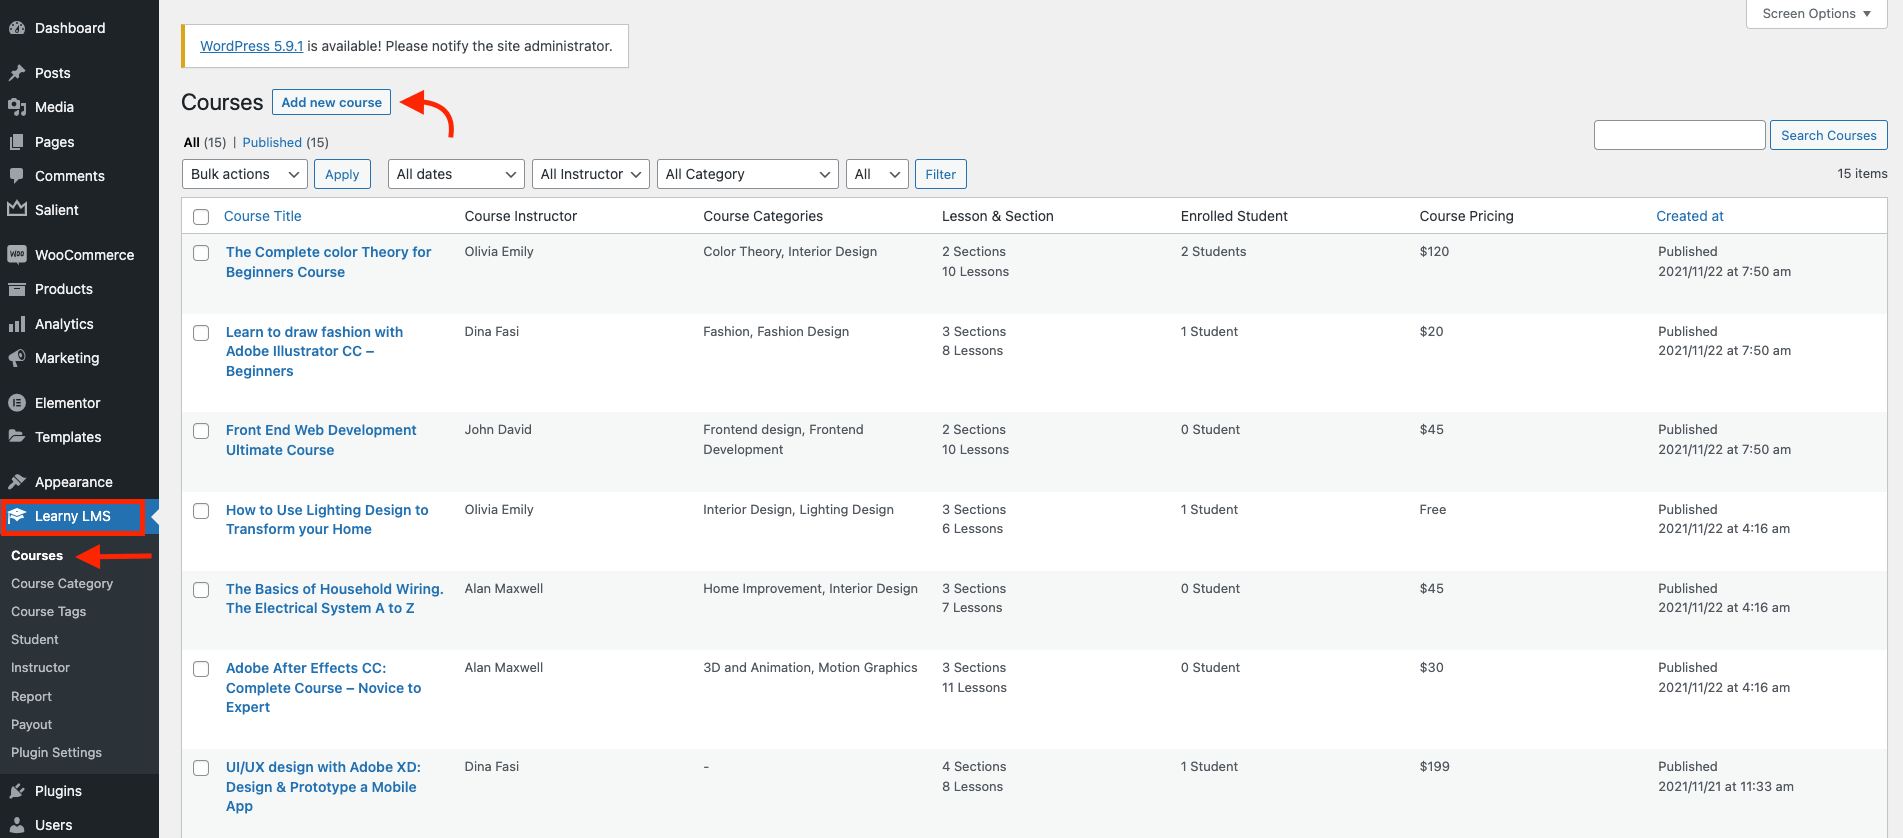 Dashboard
Posts
Media
Pages
Comments
Salient
WooCommerce
Products
Analytics
Marketing
Elementor
Templates
Appearance
Learny LMS
Courses
Course Category
Course Tags
Student
Instructor
Report
Payout
Plugin Settings
Plugins
Users
Screen Options
WordPress 5.9.1 is available! Please notify the site administrator.
Courses Add new course
All (15) | Published (15)
Search Courses
Bulk actions Apply All dates All Instructor All Category All Filter 15 items
Course Title Course Instructor Course Categories Lesson & Section Enrolled Student Course Pricing Created at
The Complete color Theory for Olivia Emily Color Theory, Interior Design 2 Sections 2 Students $120 Published
Beginners Course 10 Lessons 2021/11/22 at 7:50 am
Learn to draw fashion with Dina Fasi Fashion, Fashion Design 3 Sections 1 Student $20 Published
Adobe Illustrator CC – 8 Lessons 2021/11/22 at 7:50 am
Beginners
Front End Web Development John David Frontend design, Frontend 2 Sections 0 Student $45 Published
Ultimate Course Development 10 Lessons 2021/11/22 at 7:50 am
How to Use Lighting Design to Olivia Emily Interior Design, Lighting Design 3 Sections 1 Student Free Published
Transform your Home 6 Lessons 2021/11/22 at 4:16 am
The Basics of Household Wiring. Alan Maxwell Home Improvement, Interior Design 3 Sections 0 Student $45 Published
The Electrical System A to Z 7 Lessons 2021/11/22 at 4:16 am
Adobe After Effects CC: Alan Maxwell 3D and Animation, Motion Graphics 3 Sections 0 Student $30 Published
Complete Course – Novice to 11 Lessons 2021/11/22 at 4:16 am
Expert
UI/UX design with Adobe XD: Dina Fasi - 4 Sections 1 Student $199 Published
Design & Prototype a Mobile 8 Lessons 2021/11/21 at 11:33 am
App